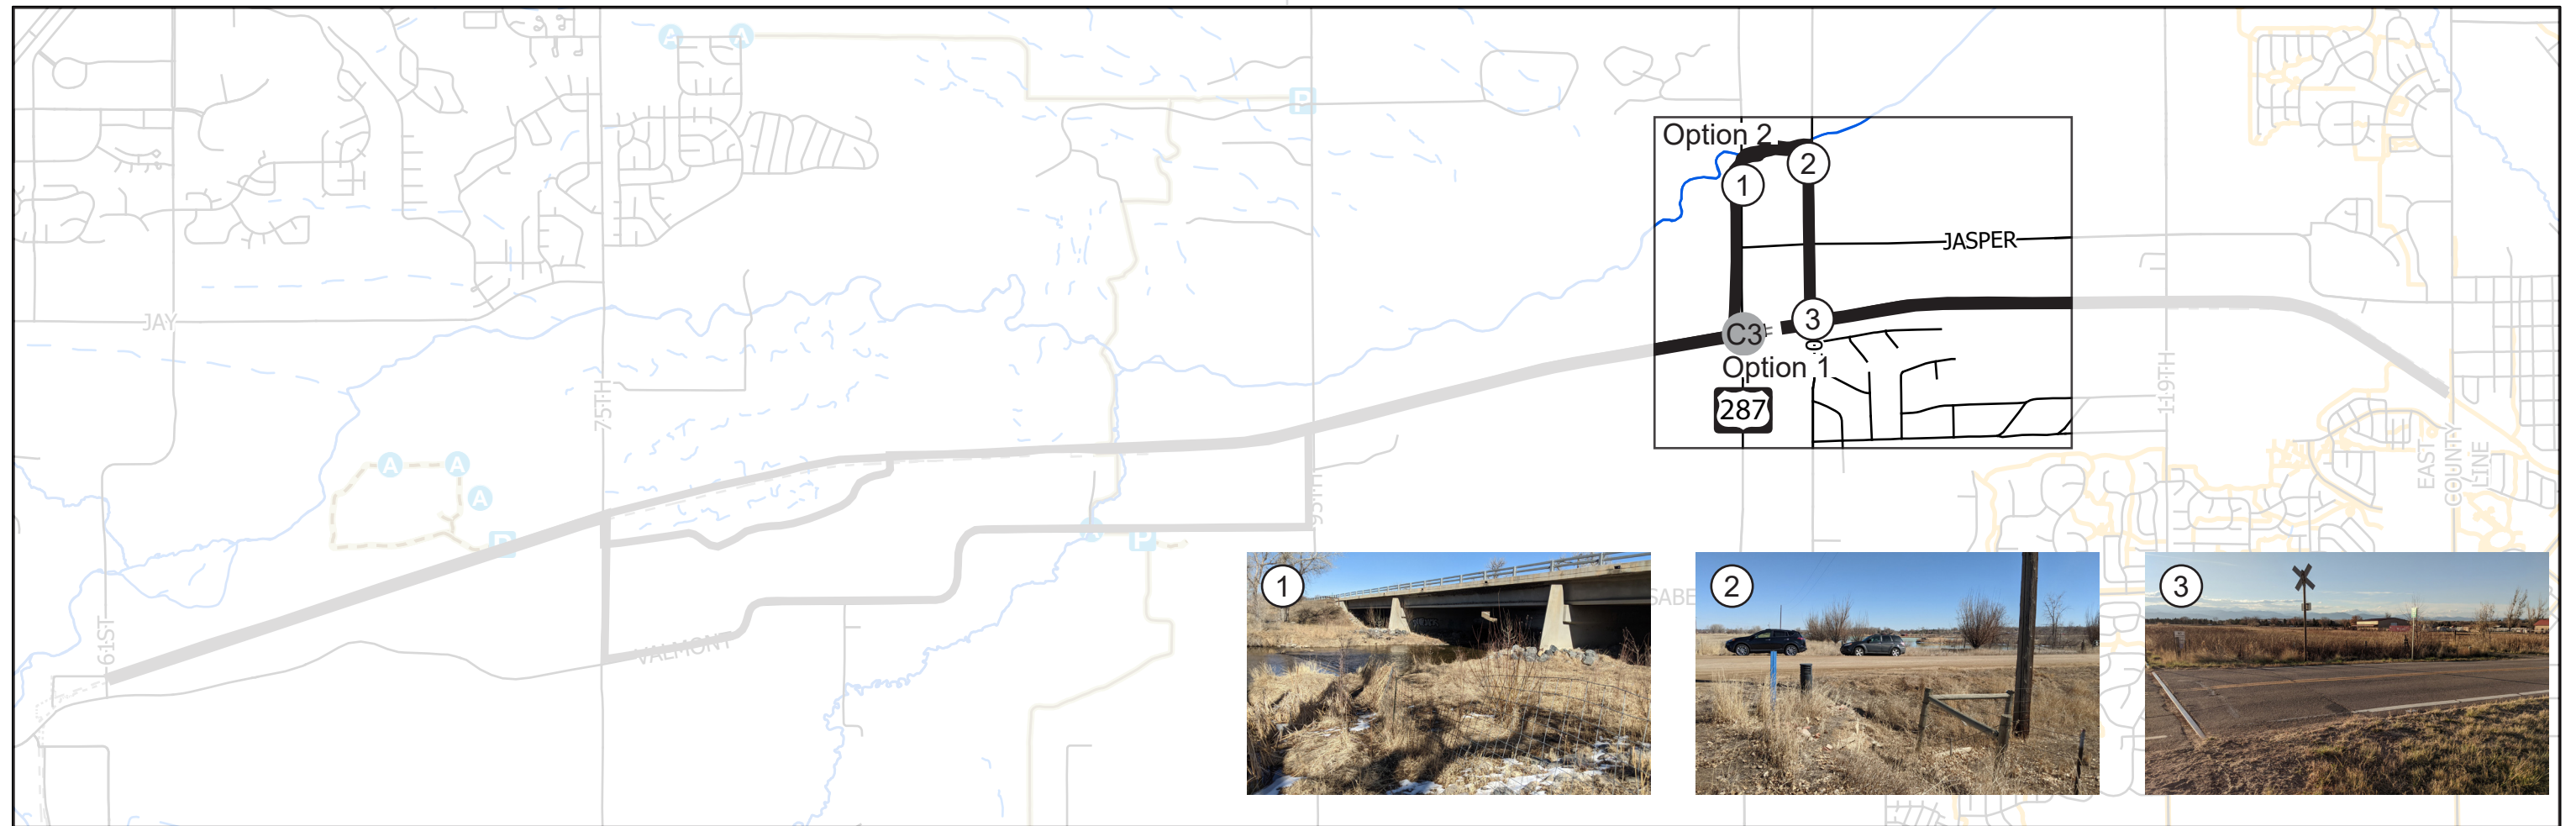 A
A
P
Option 2
2
1
JASPER
JAY
3
C3
Option 1
287
75TH
119TH
A
A
A
EAST
COUNTY
LINE
95TH
A
P
P
1
2
3
61ST
VALMONT